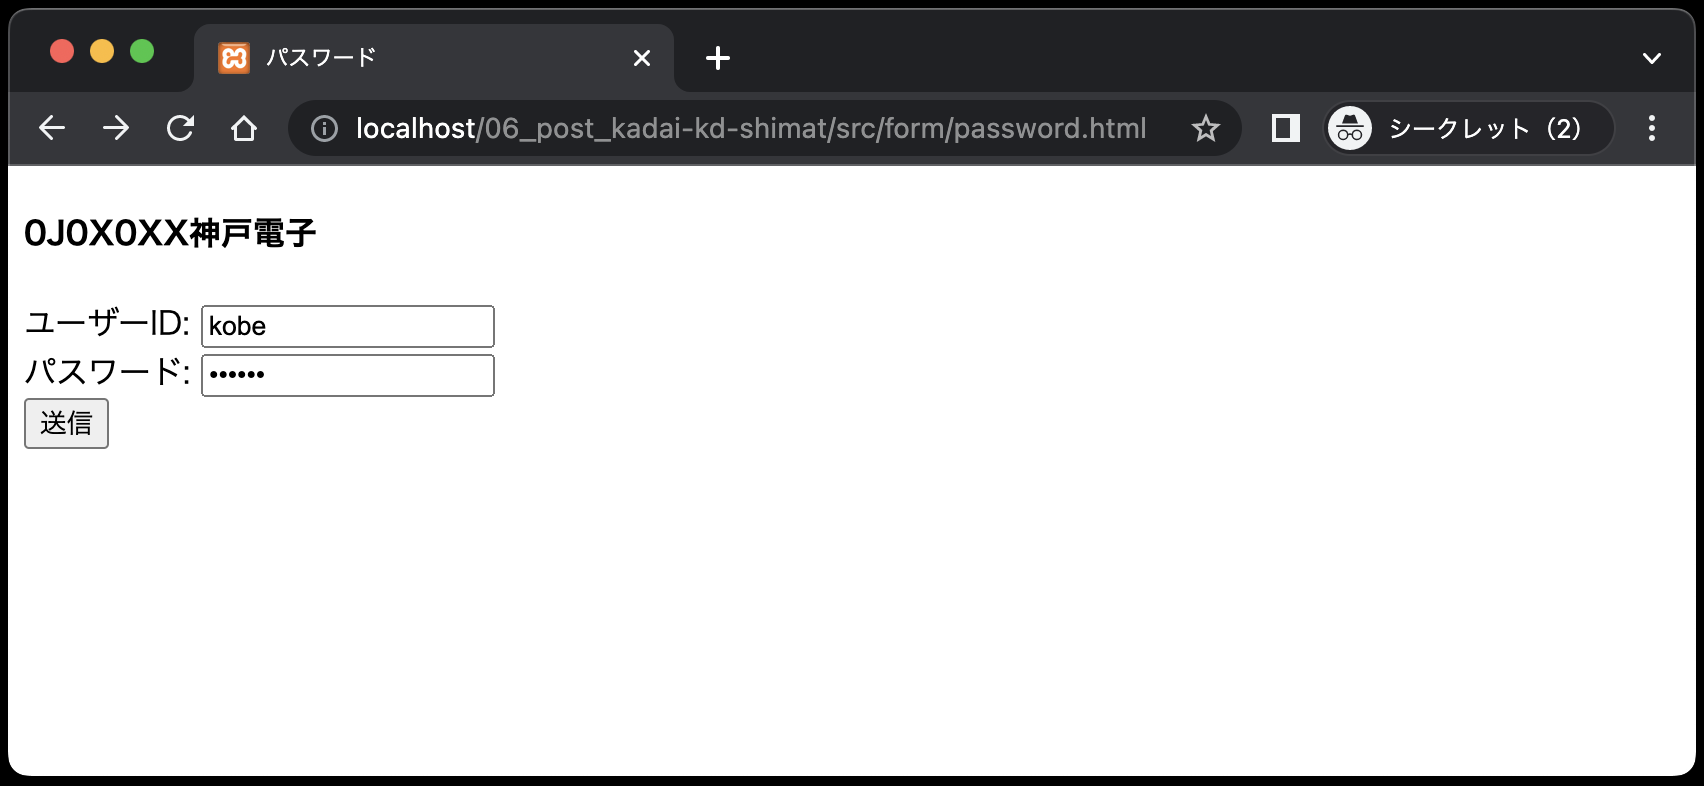 パスワード
localhost/06_post_kadai-kd-shimat/src/form/password.html
シークレット（2）
0J0X0XX神戸電子
ユーザーID: kobe
パスワード: ••••••
送信